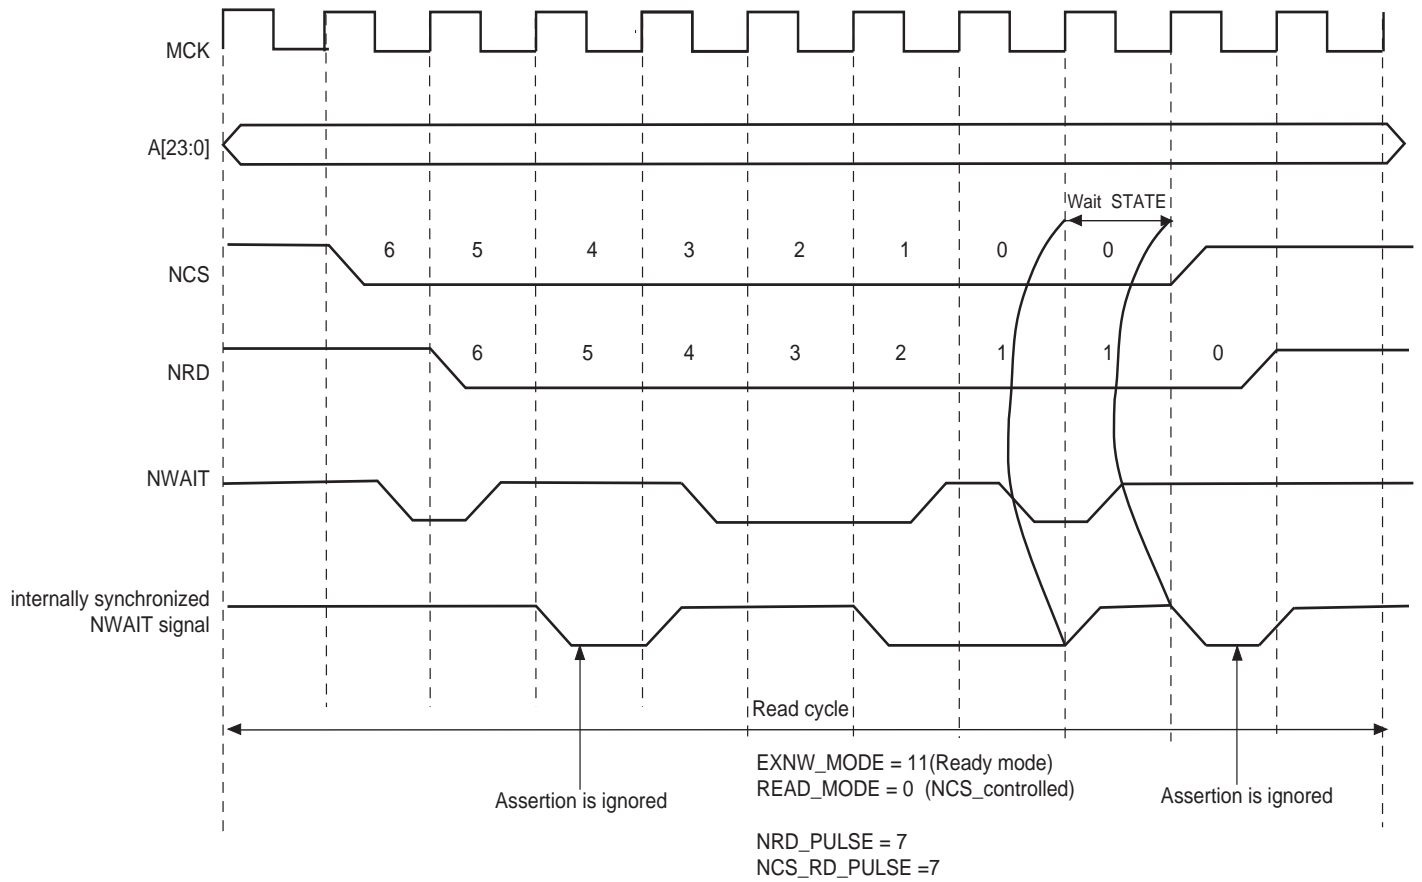 MCK
A[23:0]
Wait STATE
NCS
6 5 4 3 2 1 0 0
NRD
6 5 4 3 2 1 1 0
NWAIT
internally synchronized
NWAIT signal
Read cycle
EXNW_MODE = 11(Ready mode)
READ_MODE = 0 (NCS_controlled)
Assertion is ignored
Assertion is ignored
NRD_PULSE = 7
NCS_RD_PULSE =7